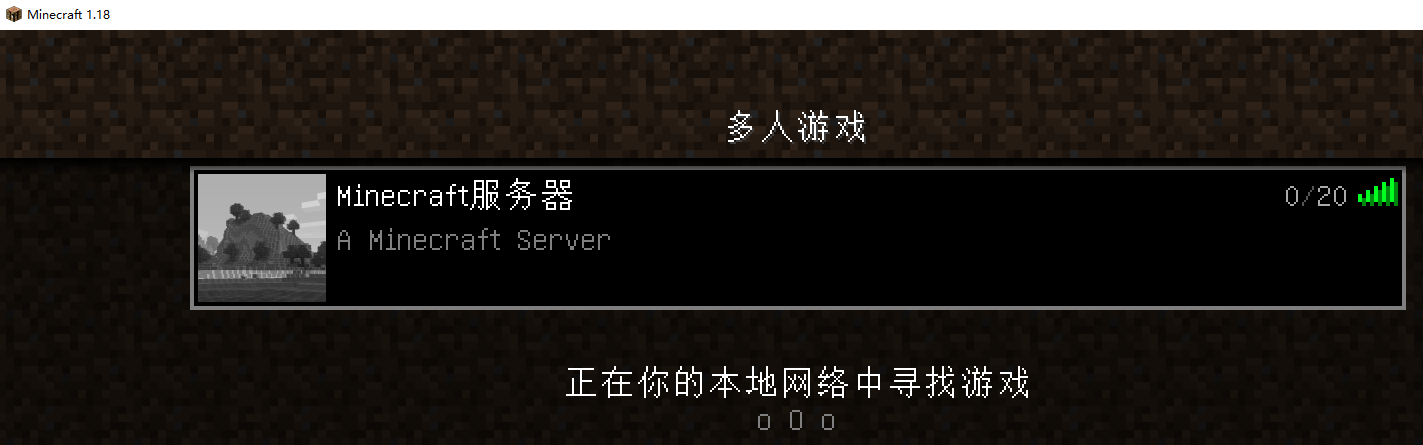 Minecraft 1.18
多人游戏
Minecraft服务器 0/20
A Minecraft Server
正在你的本地网络中寻找游戏
o O o